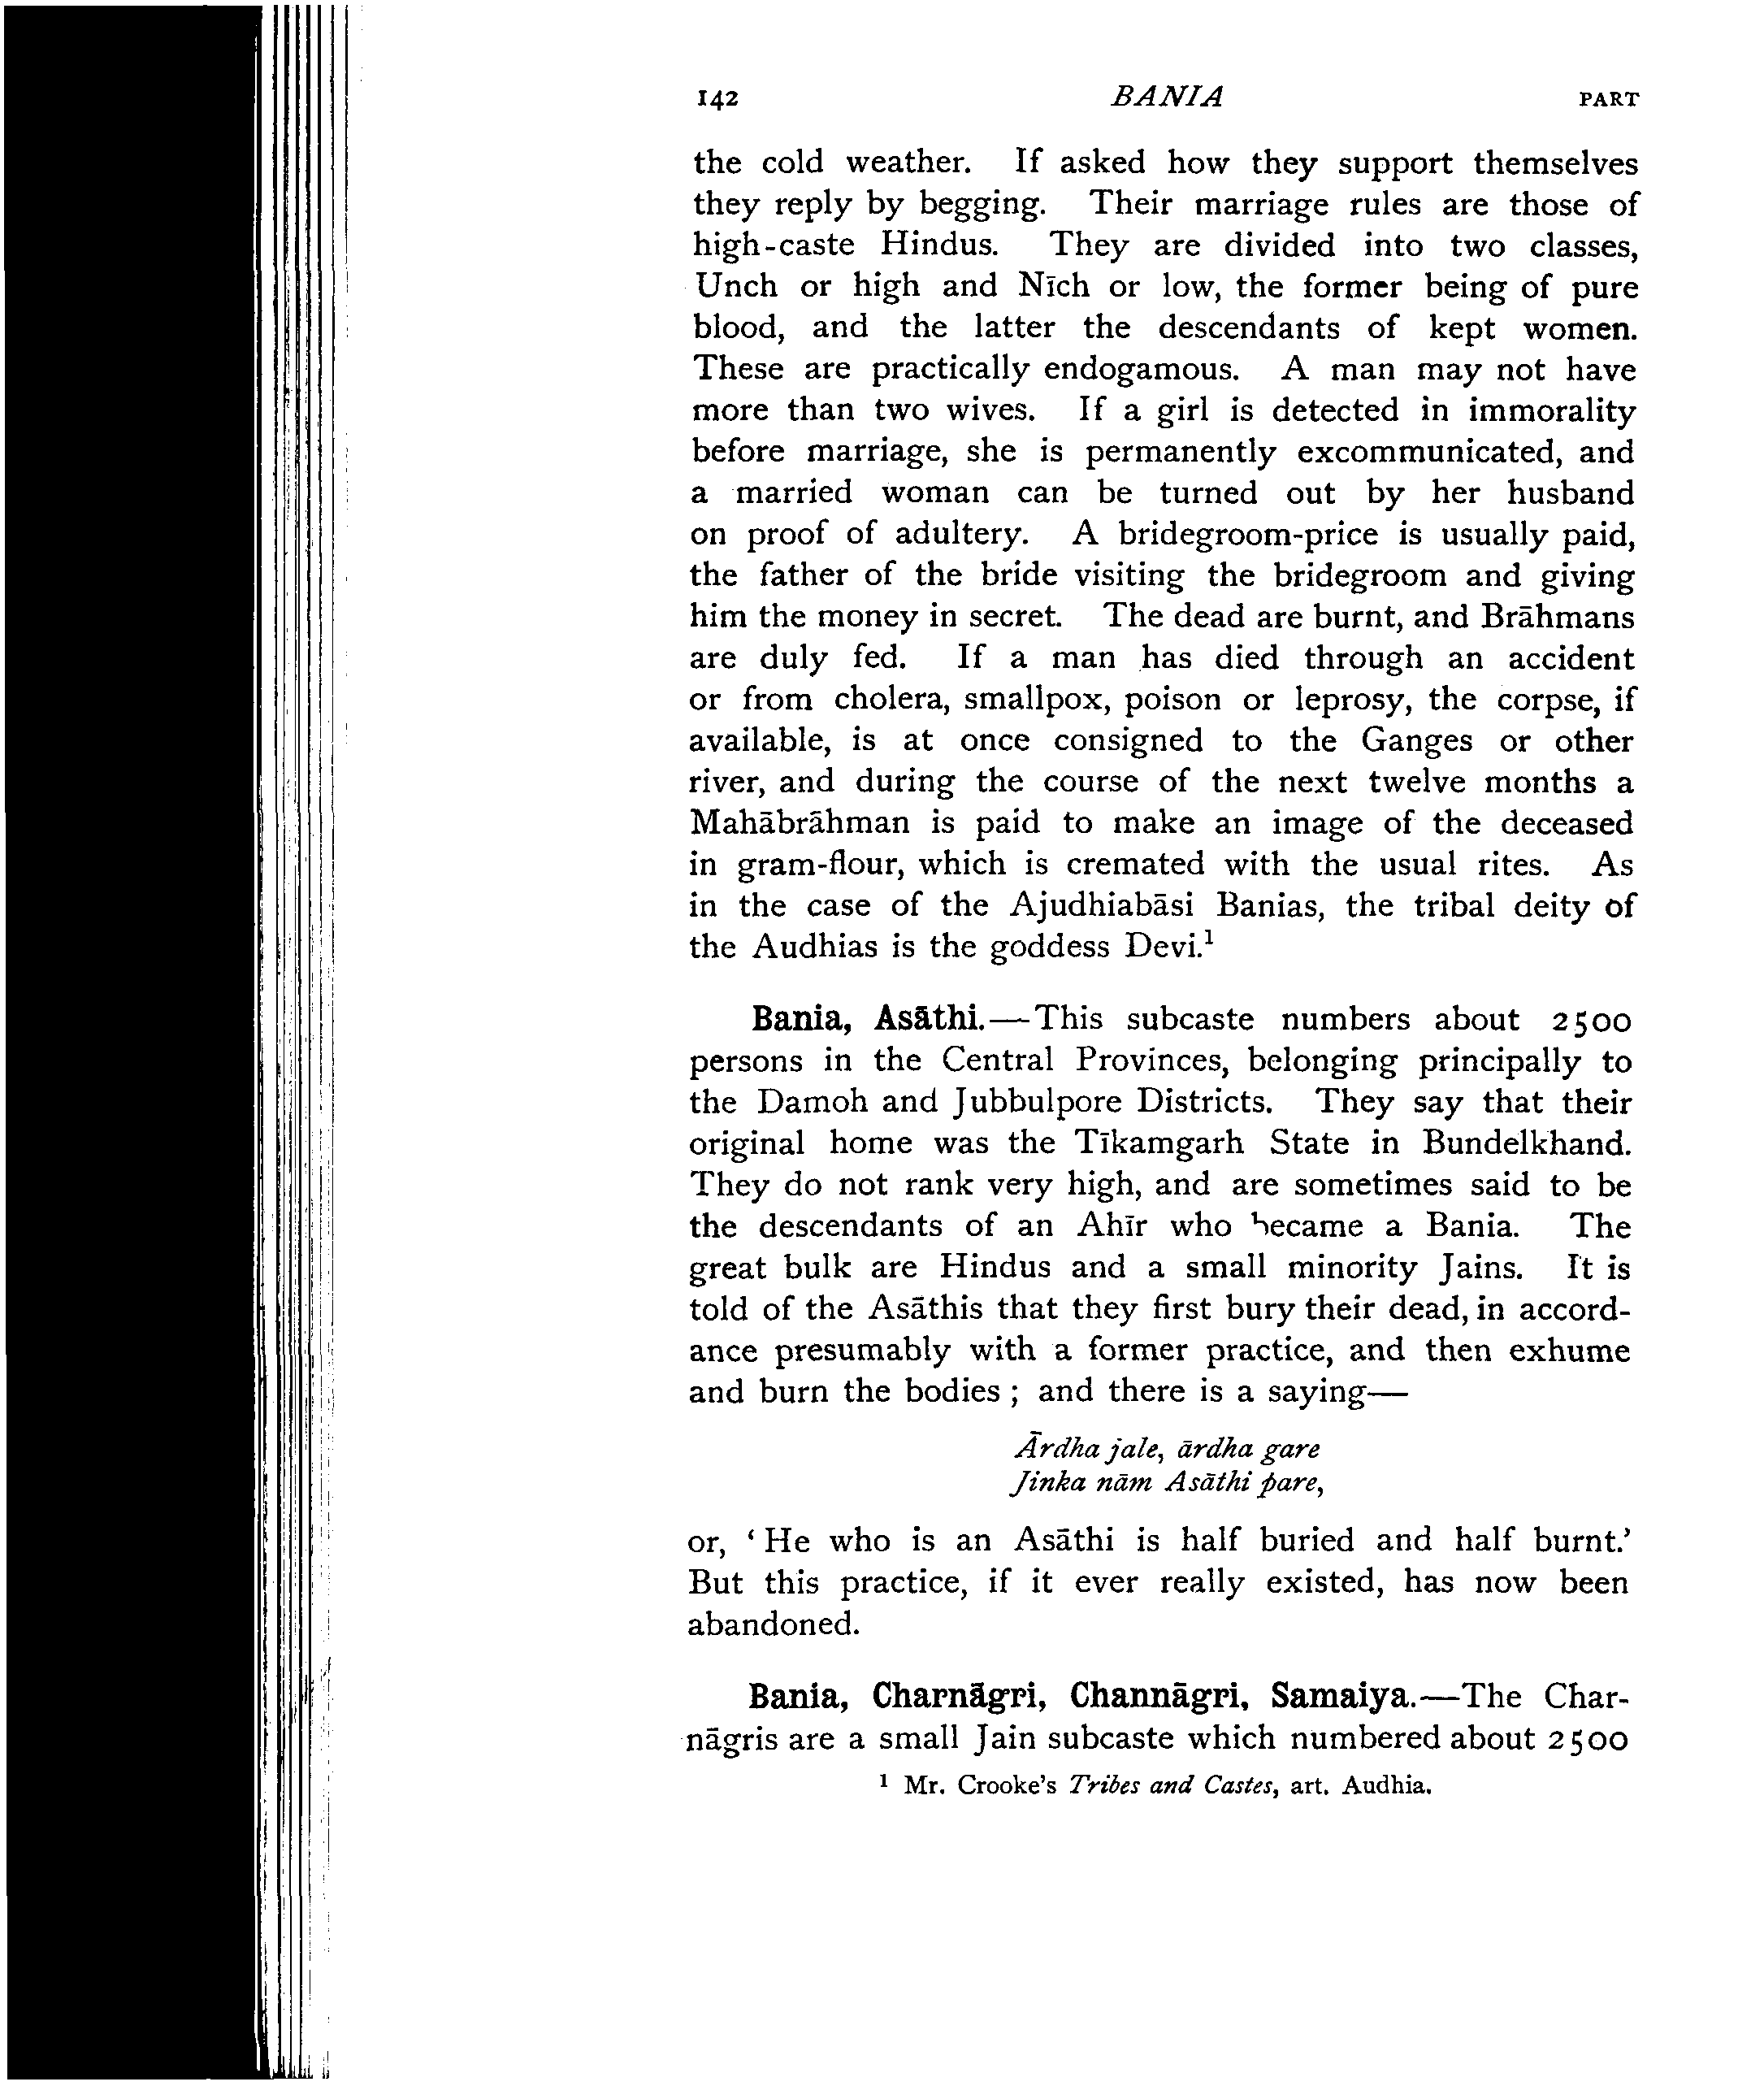 142 BANIA PART
the cold weather. If asked how they support themselves
they reply by begging. Their marriage rules are those of
high-caste Hindus. They are divided into two classes,
Unch or high and Nīch or low, the former being of pure
blood, and the latter the descendants of kept women.
These are practically endogamous. A man may not have
more than two wives. If a girl is detected in immorality
before marriage, she is permanently excommunicated, and
a married woman can be turned out by her husband
on proof of adultery. A bridegroom-price is usually paid,
the father of the bride visiting the bridegroom and giving
him the money in secret. The dead are burnt, and Brāhmans
are duly fed. If a man has died through an accident
or from cholera, smallpox, poison or leprosy, the corpse, if
available, is at once consigned to the Ganges or other
river, and during the course of the next twelve months a
Mahābrāhman is paid to make an image of the deceased
in gram-flour, which is cremated with the usual rites. As
in the case of the Ajudhiabāsi Banias, the tribal deity of
the Audhias is the goddess Devi.¹
Bania, Asāthi.—This subcaste numbers about 2500
persons in the Central Provinces, belonging principally to
the Damoh and Jubbulpore Districts. They say that their
original home was the Tīkamgarh State in Bundelkhand.
They do not rank very high, and are sometimes said to be
the descendants of an Ahīr who became a Bania. The
great bulk are Hindus and a small minority Jains. It is
told of the Asāthis that they first bury their dead, in accord-
ance presumably with a former practice, and then exhume
and burn the bodies ; and there is a saying—
Ārdha jale, ārdha gare
Jinka nām Asāthi pare,
or, ‘ He who is an Asāthi is half buried and half burnt.’
But this practice, if it ever really existed, has now been
abandoned.
Bania, Charnāgri, Channāgri, Samaiya.—The Char-
nāgris are a small Jain subcaste which numbered about 2500
¹ Mr. Crooke's Tribes and Castes, art. Audhia.